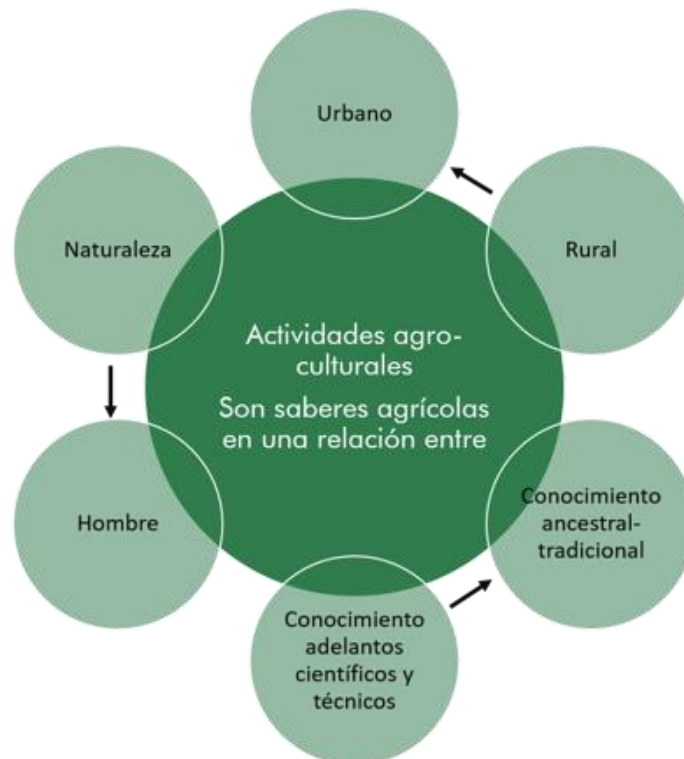 Urbano
Naturaleza
Rural
Actividades agro-
culturales
Son saberes agrícolas
en una relación entre
Hombre
Conocimiento
ancestral-
tradicional
Conocimiento
adelantos
científicos y
técnicos